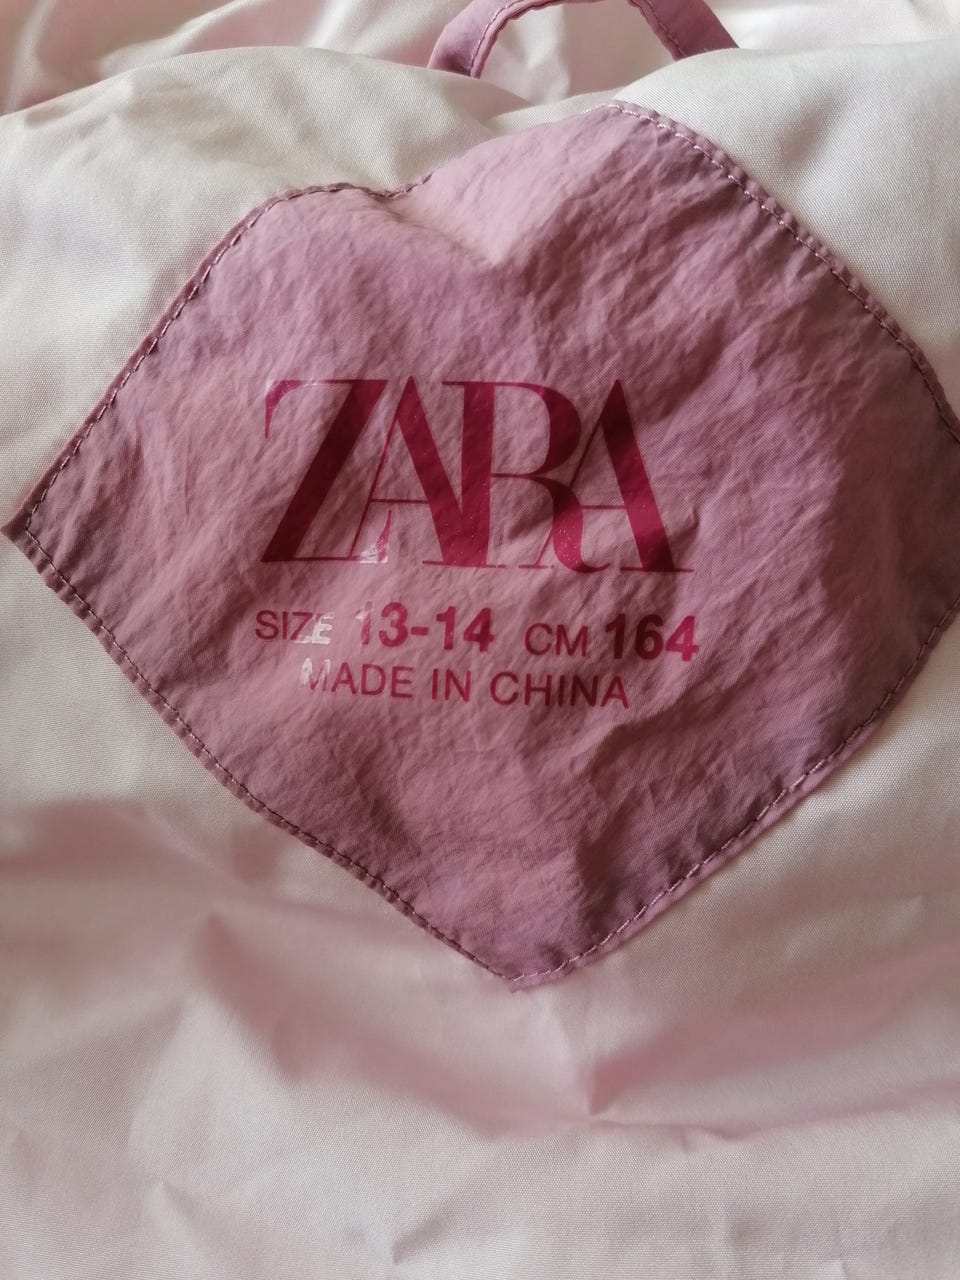 ZARA
SIZE 13-14 CM 164
MADE IN CHINA